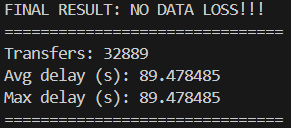 FINAL RESULT: NO DATA LOSS!!!
==============================
Transfers: 32889
Avg delay (s): 89.478485
Max delay (s): 89.478485
==============================